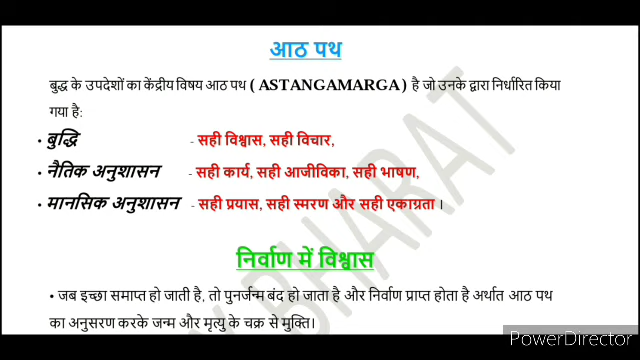 आठ पथ
बुद्ध के उपदेशों का केंद्रीय विषय आठ पथ ( ASTANGAMARGA ) है जो उनके द्वारा निर्धारित किया
गया है:
• बुद्धि - सही विश्वास, सही विचार,
• नैतिक अनुशासन - सही कार्य, सही आजीविका, सही भाषण,
• मानसिक अनुशासन - सही प्रयास, सही स्मरण और सही एकाग्रता ।
निर्वाण में विश्वास
• जब इच्छा समाप्त हो जाती है, तो पुनर्जन्म बंद हो जाता है और निर्वाण प्राप्त होता है अर्थात आठ पथ
का अनुसरण करके जन्म और मृत्यु के चक्र से मुक्ति।
PowerDirector